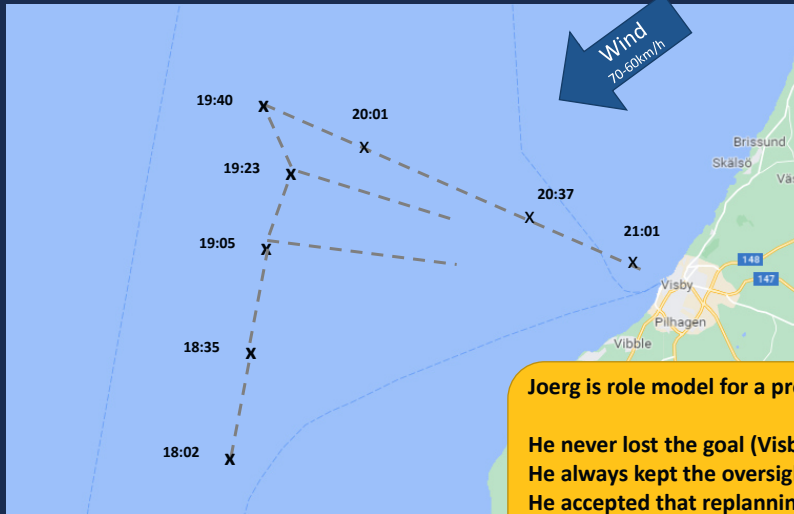 Wind
70-60km/h
19:40
20:01
Brissund
Skälsö
19:23
Väs
20:37
19:05
21:01
148
147
Visby
Pilhagen
18:35
Vibble
Joerg is role model for a pr
He never lost the goal (Visb
18:02
He always kept the oversig
He accepted that replannin